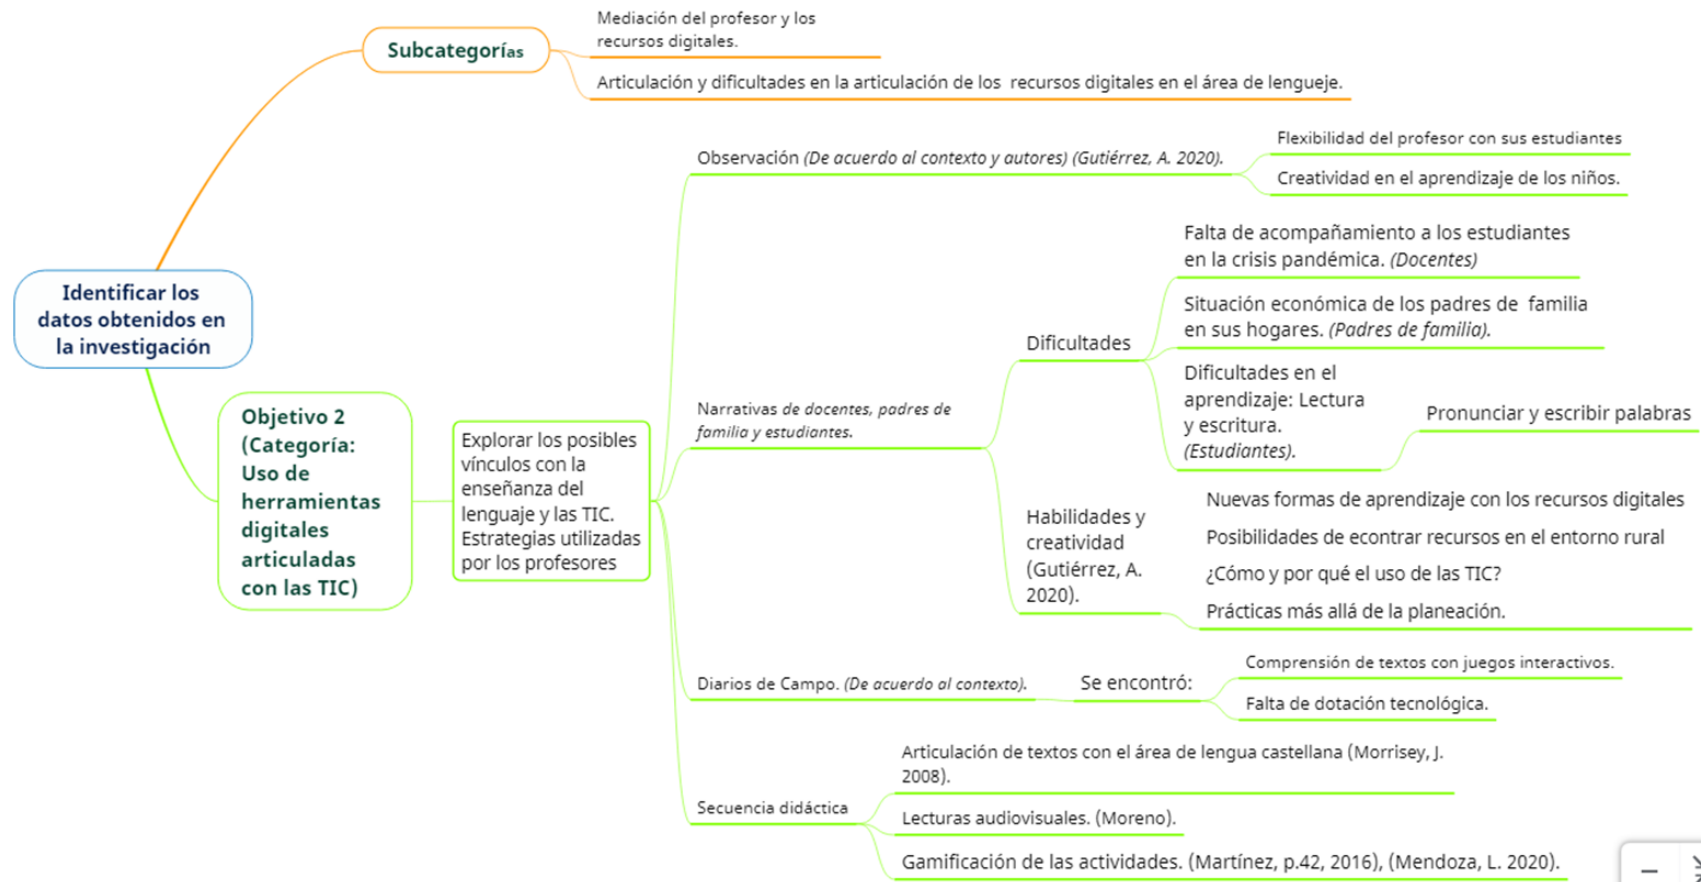 Subcategorías
Mediación del profesor y los
recursos digitales.
Articulación y dificultades en la articulación de los recursos digitales en el área de lengueje.
Identificar los
datos obtenidos en
la investigación
Objetivo 2
(Categoría:
Uso de
herramientas
digitales
articuladas
con las TIC)
Explorar los posibles
vínculos con la
enseñanza del
lenguaje y las TIC.
Estrategias utilizadas
por los profesores
Observación (De acuerdo al contexto y autores) (Gutiérrez, A. 2020).
Flexibilidad del profesor con sus estudiantes
Creatividad en el aprendizaje de los niños.
Narrativas de docentes, padres de
familia y estudiantes.
Dificultades
Falta de acompañamiento a los estudiantes
en la crisis pandémica. (Docentes)
Situación económica de los padres de familia
en sus hogares. (Padres de familia).
Dificultades en el
aprendizaje: Lectura
y escritura.
(Estudiantes).
Pronunciar y escribir palabras
Habilidades y
creatividad
(Gutiérrez, A.
2020).
Nuevas formas de aprendizaje con los recursos digitales
Posibilidades de econtrar recursos en el entorno rural
¿Cómo y por qué el uso de las TIC?
Prácticas más allá de la planeación.
Diarios de Campo. (De acuerdo al contexto).
Se encontró:
Comprensión de textos con juegos interactivos.
Falta de dotación tecnológica.
Secuencia didáctica
Articulación de textos con el área de lengua castellana (Morrisey, J.
2008).
Lecturas audiovisuales. (Moreno).
Gamificación de las actividades. (Martínez, p.42, 2016), (Mendoza, L. 2020).